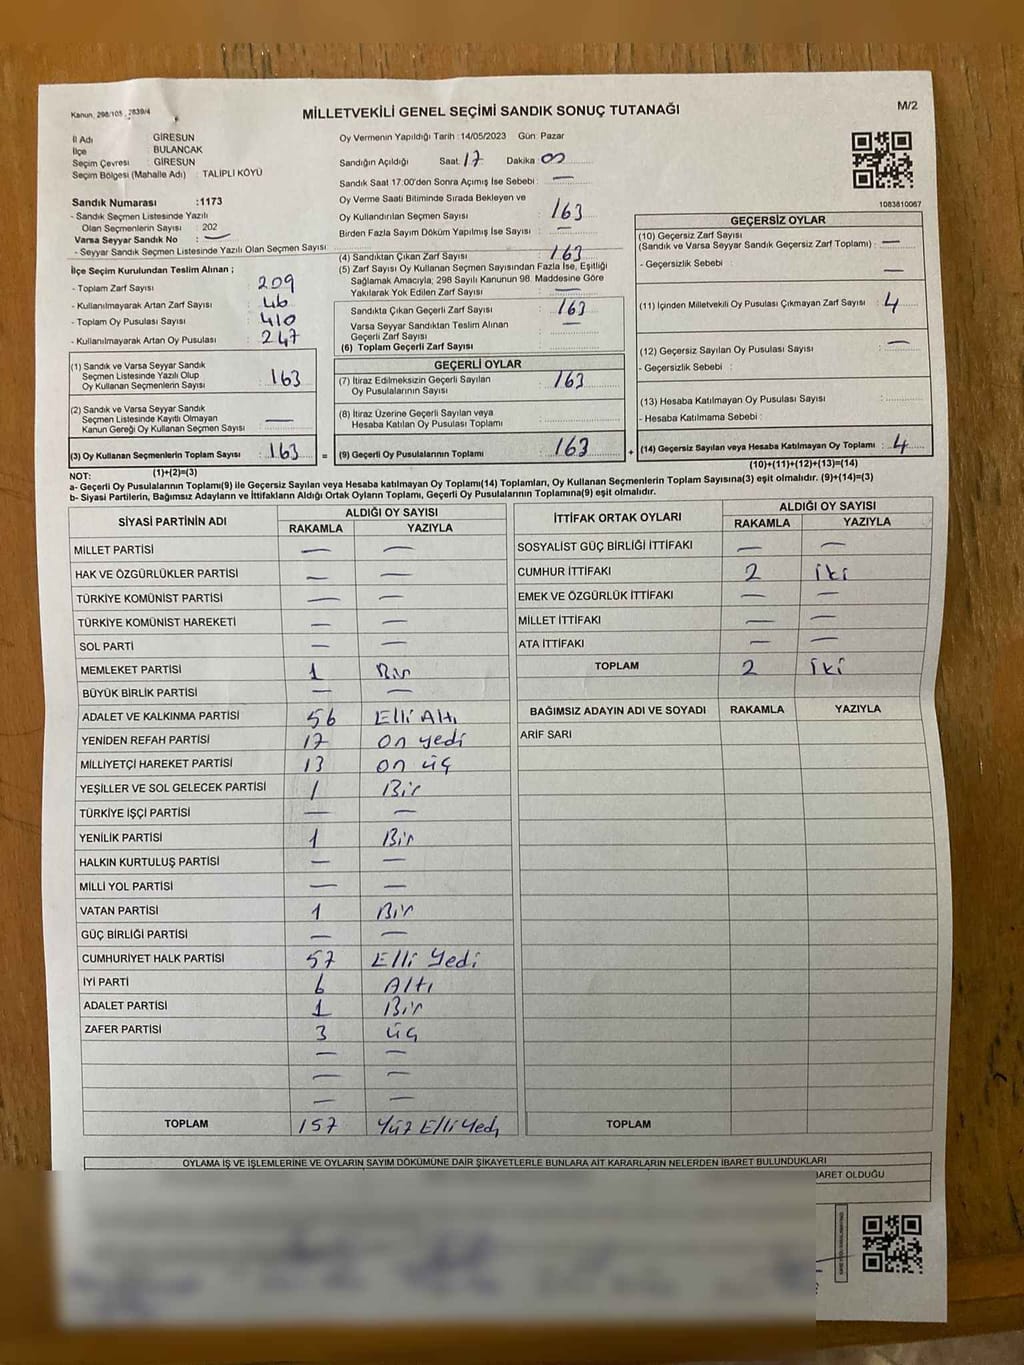 Kanun, 298/105 , 2839/4
MİLLETVEKİLİ GENEL SEÇİMİ SANDIK SONUÇ TUTANAĞI
M/2
İl Adı GİRESUN
İlçe BULANCAK
Seçim Çevresi : GİRESUN
Seçim Bölgesi (Mahalle Adı) : TALİPLİ KÖYÜ
Sandık Numarası :1173
- Sandık Seçmen Listesinde Yazılı
Olan Seçmenlerin Sayısı : 202
Varsa Seyyar Sandık No : —
- Seyyar Sandık Seçmen Listesinde Yazılı Olan Seçmen Sayısı
İlçe Seçim Kurulundan Teslim Alınan ;
- Toplam Zarf Sayısı : 209
- Kullanılmayarak Artan Zarf Sayısı : 46
- Toplam Oy Pusulası Sayısı : 410
- Kullanılmayarak Artan Oy Pusulası : 247
(1) Sandık ve Varsa Seyyar Sandık
Seçmen Listesinde Yazılı Olup
Oy Kullanan Seçmenlerin Sayısı : 163
(2) Sandık ve Varsa Seyyar Sandık
Seçmen Listesinde Kayıtlı Olmayan
Kanun Gereği Oy Kullanan Seçmen Sayısı : —
(3) Oy Kullanan Seçmenlerin Toplam Sayısı : 163
(1)+(2)=(3)
Oy Vermenin Yapıldığı Tarih :14/05/2023 Gün: Pazar
Sandığın Açıldığı Saat: 17 Dakika: 00
Sandık Saat 17:00'den Sonra Açımış İse Sebebi : —
Oy Verme Saati Bitiminde Sırada Bekleyen ve
Oy Kullandırılan Seçmen Sayısı : 163
Birden Fazla Sayım Döküm Yapılmış İse Sayısı : —
(4) Sandıktan Çıkan Zarf Sayısı : 163
(5) Zarf Sayısı Oy Kullanan Seçmen Sayısından Fazla İse, Eşitliği
Sağlamak Amacıyla; 298 Sayılı Kanunun 98. Maddesine Göre
Yakılarak Yok Edilen Zarf Sayısı : —
Sandıkta Çıkan Geçerli Zarf Sayısı : 163
Varsa Seyyar Sandıktan Teslim Alınan —
Geçerli Zarf Sayısı
(6) Toplam Geçerli Zarf Sayısı
GEÇERLİ OYLAR
(7) İtiraz Edilmeksizin Geçerli Sayılan
Oy Pusulalarının Sayısı : 163
(8) İtiraz Üzerine Geçerli Sayılan veya
Hesaba Katılan Oy Pusulası Toplamı
= (9) Geçerli Oy Pusulalarının Toplamı : 163
1083810067
GEÇERSİZ OYLAR
(10) Geçersiz Zarf Sayısı
(Sandık ve Varsa Seyyar Sandık Geçersiz Zarf Toplamı) : —
- Geçersizlik Sebebi : —
(11) İçinden Milletvekili Oy Pusulası Çıkmayan Zarf Sayısı : 4
(12) Geçersiz Sayılan Oy Pusulası Sayısı : —
- Geçersizlik Sebebi :
(13) Hesaba Katılmayan Oy Pusulası Sayısı :
- Hesaba Katılmama Sebebi :
+ (14) Geçersiz Sayılan veya Hesaba Katılmayan Oy Toplamı : 4
(10)+(11)+(12)+(13)=(14)
NOT:
a- Geçerli Oy Pusulalarının Toplamı(9) ile Geçersiz Sayılan veya Hesaba Katılmayan Oy Toplamı(14) Toplamları, Oy Kullanan Seçmenlerin Toplam Sayısına(3) eşit olmalıdır. (9)+(14)=(3)
b- Siyasi Partilerin, Bağımsız Adayların ve İttifakların Aldığı Ortak Oyların Toplamı, Geçerli Oy Pusulalarının Toplamına(9) eşit olmalıdır.
SİYASİ PARTİNİN ADI ALDIĞI OY SAYISI
RAKAMLA YAZIYLA
MİLLET PARTİSİ — —
HAK VE ÖZGÜRLÜKLER PARTİSİ — —
TÜRKİYE KOMÜNİST PARTİSİ — —
TÜRKİYE KOMÜNİST HAREKETİ — —
SOL PARTİ — —
MEMLEKET PARTİSİ 1 Bir
BÜYÜK BİRLİK PARTİSİ — —
ADALET VE KALKINMA PARTİSİ 56 Elli Altı
YENİDEN REFAH PARTİSİ 17 on yedi
MİLLİYETÇİ HAREKET PARTİSİ 13 on üç
YEŞİLLER VE SOL GELECEK PARTİSİ 1 Bir
TÜRKİYE İŞÇİ PARTİSİ — —
YENİLİK PARTİSİ 1 Bir
HALKIN KURTULUŞ PARTİSİ — —
MİLLİ YOL PARTİSİ — —
VATAN PARTİSİ 1 Bir
GÜÇ BİRLİĞİ PARTİSİ — —
CUMHURİYET HALK PARTİSİ 57 Elli Yedi
İYİ PARTİ 6 Altı
ADALET PARTİSİ 1 Bir
ZAFER PARTİSİ 3 üç
— —
— —
— —
TOPLAM 157 Yüz Elli Yedi
İTTİFAK ORTAK OYLARI ALDIĞI OY SAYISI
RAKAMLA YAZIYLA
SOSYALİST GÜÇ BİRLİĞİ İTTİFAKI — —
CUMHUR İTTİFAKI 2 iki
EMEK VE ÖZGÜRLÜK İTTİFAKI — —
MİLLET İTTİFAKI — —
ATA İTTİFAKI — —
TOPLAM 2 iki
BAĞIMSIZ ADAYIN ADI VE SOYADI RAKAMLA YAZIYLA
ARİF SARI
TOPLAM
OYLAMA İŞ VE İŞLEMLERİNE VE OYLARIN SAYIM DÖKÜMÜNE DAİR ŞİKAYETLERLE BUNLARA AİT KARARLARIN NELERDEN İBARET BULUNDUKLARI
BARET OLDUĞU